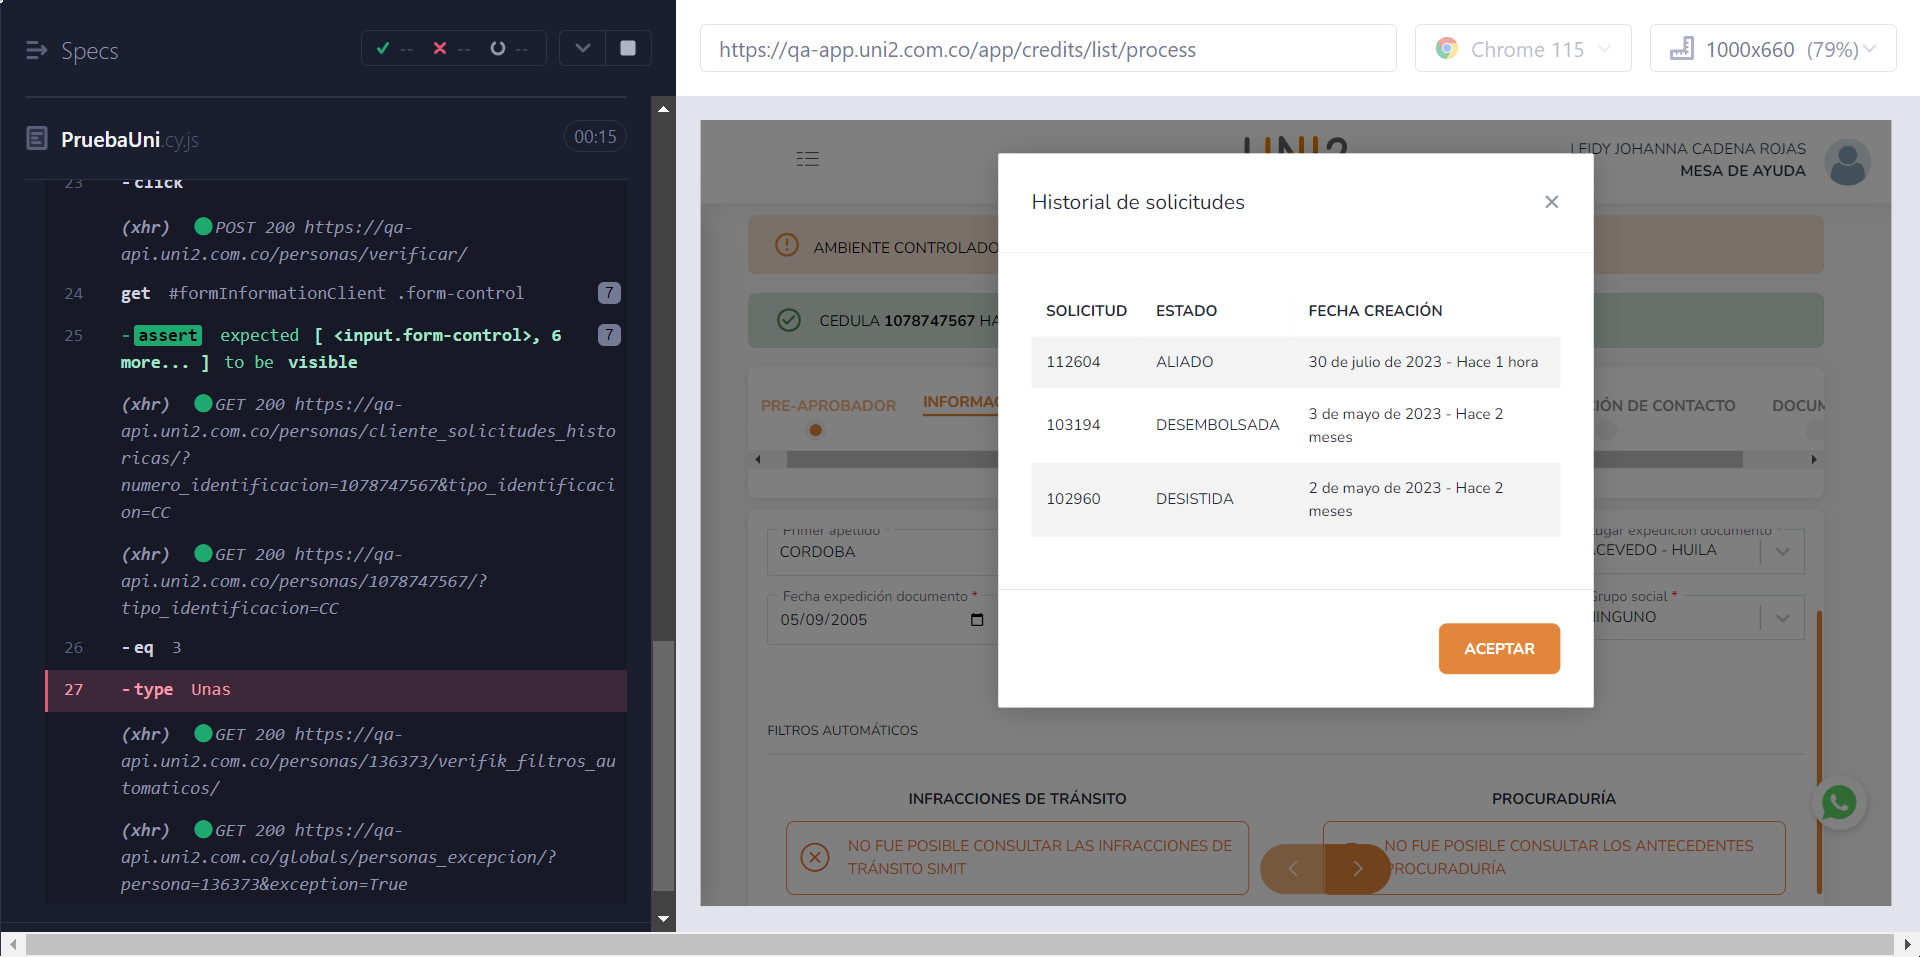 Specs
-- -- --
https://qa-app.uni2.com.co/app/credits/list/process
Chrome 115
1000x660 (79%)
PruebaUni.cy.js
00:15
23 -click
(xhr) POST 200 https://qa-
api.uni2.com.co/personas/verificar/
24 get #formInformationClient .form-control 7
25 -assert expected [ <input.form-control>, 6 7
more... ] to be visible
(xhr) GET 200 https://qa-
api.uni2.com.co/personas/cliente_solicitudes_histo
ricas/?
numero_identificacion=1078747567&tipo_identificaci
on=CC
(xhr) GET 200 https://qa-
api.uni2.com.co/personas/1078747567/?
tipo_identificacion=CC
26 -eq 3
27 -type Unas
(xhr) GET 200 https://qa-
api.uni2.com.co/personas/136373/verifik_filtros_au
tomaticos/
(xhr) GET 200 https://qa-
api.uni2.com.co/globals/personas_excepcion/?
persona=136373&exception=True
UNI2
LEIDY JOHANNA CADENA ROJAS
MESA DE AYUDA
AMBIENTE CONTROLADO
CEDULA 1078747567 HA
PRE-APROBADOR
INFORMAC
IÓN DE CONTACTO
DOCUM
Primer apellido
CORDOBA
Fecha expedición documento *
05/09/2005
ugar expedición documento
CEVEDO - HUILA
Grupo social *
NINGUNO
Historial de solicitudes
×
SOLICITUD ESTADO FECHA CREACIÓN
112604 ALIADO 30 de julio de 2023 - Hace 1 hora
103194 DESEMBOLSADA 3 de mayo de 2023 - Hace 2
meses
102960 DESISTIDA 2 de mayo de 2023 - Hace 2
meses
ACEPTAR
FILTROS AUTOMÁTICOS
INFRACCIONES DE TRÁNSITO
NO FUE POSIBLE CONSULTAR LAS INFRACCIONES DE
TRÁNSITO SIMIT
PROCURADURÍA
NO FUE POSIBLE CONSULTAR LOS ANTECEDENTES
PROCURADURÍA